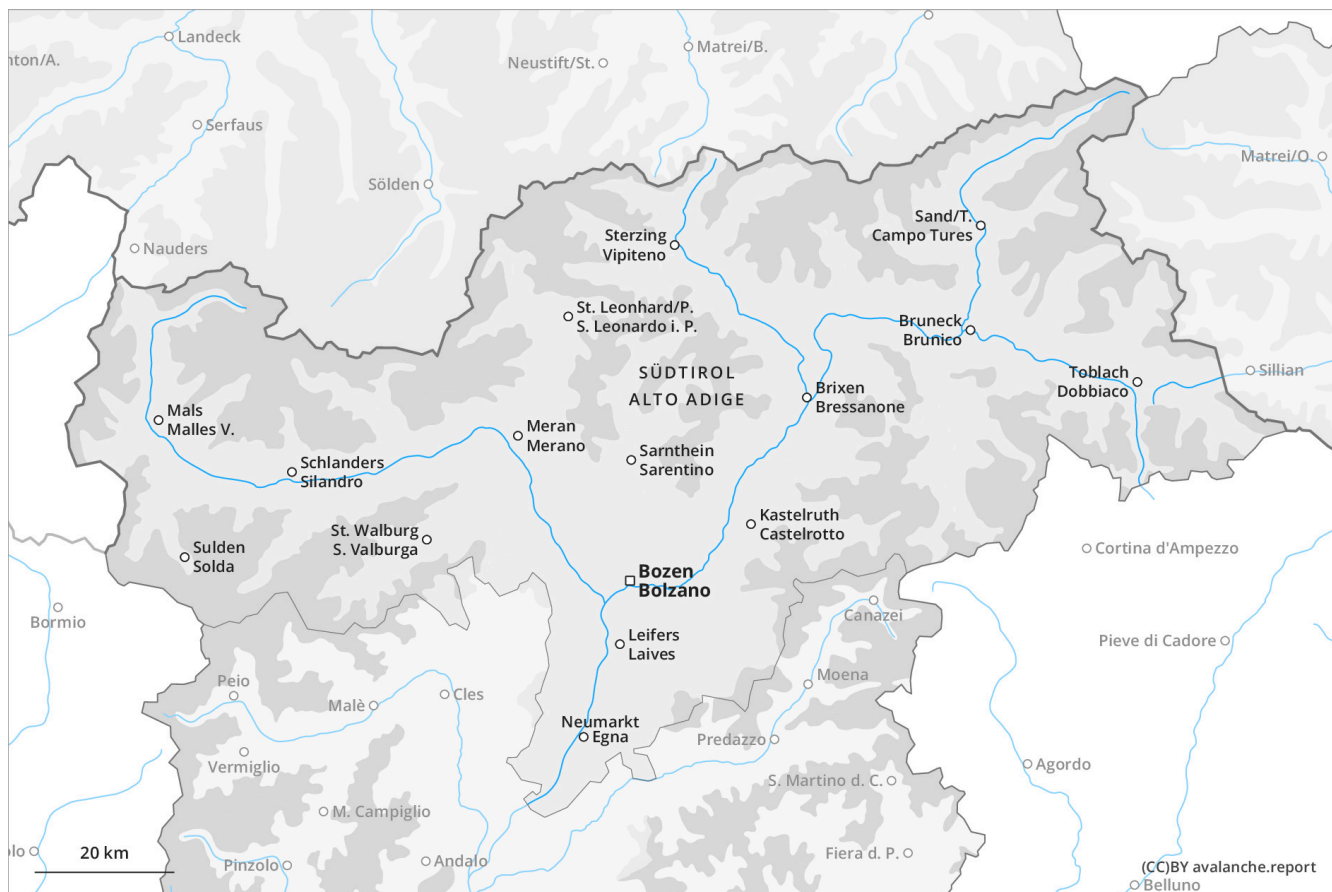 Landeck
nton/A.
Matrei/B.
Neustift/St.
Serfaus
Matrei/O.
Sölden
Sand/T.
Campo Tures
Sterzing
Vipiteno
Nauders
St. Leonhard/P.
S. Leonardo i. P.
Bruneck
Brunico
SÜDTIROL
ALTO ADIGE
Toblach
Dobbiaco
Sillian
Brixen
Bressanone
Mals
Malles V.
Meran
Merano
Sarnthein
Sarentino
Schlanders
Silandro
Kastelruth
Castelrotto
St. Walburg
S. Valburga
Sulden
Solda
Cortina d'Ampezzo
Bozen
Bolzano
Bormio
Canazei
Leifers
Laives
Pieve di Cadore
Peio
Moena
Malè
Cles
Neumarkt
Egna
Predazzo
Vermiglio
Agordo
S. Martino d. C.
M. Campiglio
olo
20 km
Pinzolo
Andalo
Fiera d. P.
(CC)BY avalanche.report
Belluno